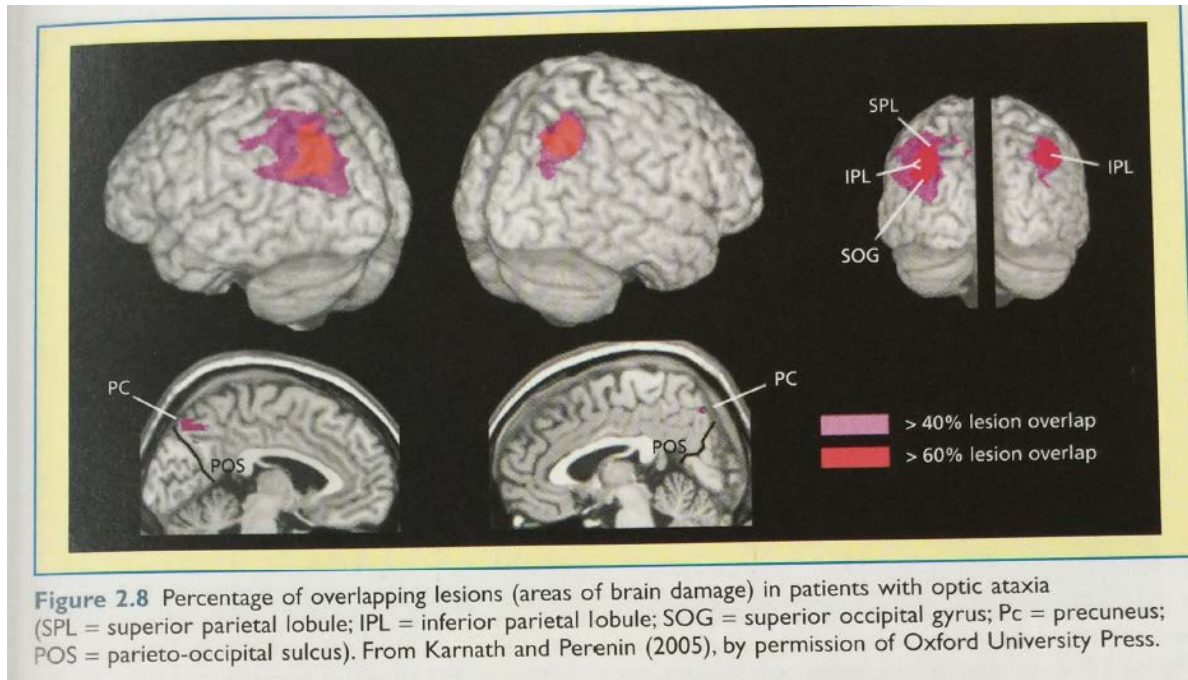 SPL
IPL
IPL
SOG
PC
POS
PC
POS
> 40% lesion overlap
> 60% lesion overlap
Figure 2.8 Percentage of overlapping lesions (areas of brain damage) in patients with optic ataxia
(SPL = superior parietal lobule; IPL = inferior parietal lobule; SOG = superior occipital gyrus; Pc = precuneus;
POS = parieto-occipital sulcus). From Karnath and Perenin (2005), by permission of Oxford University Press.